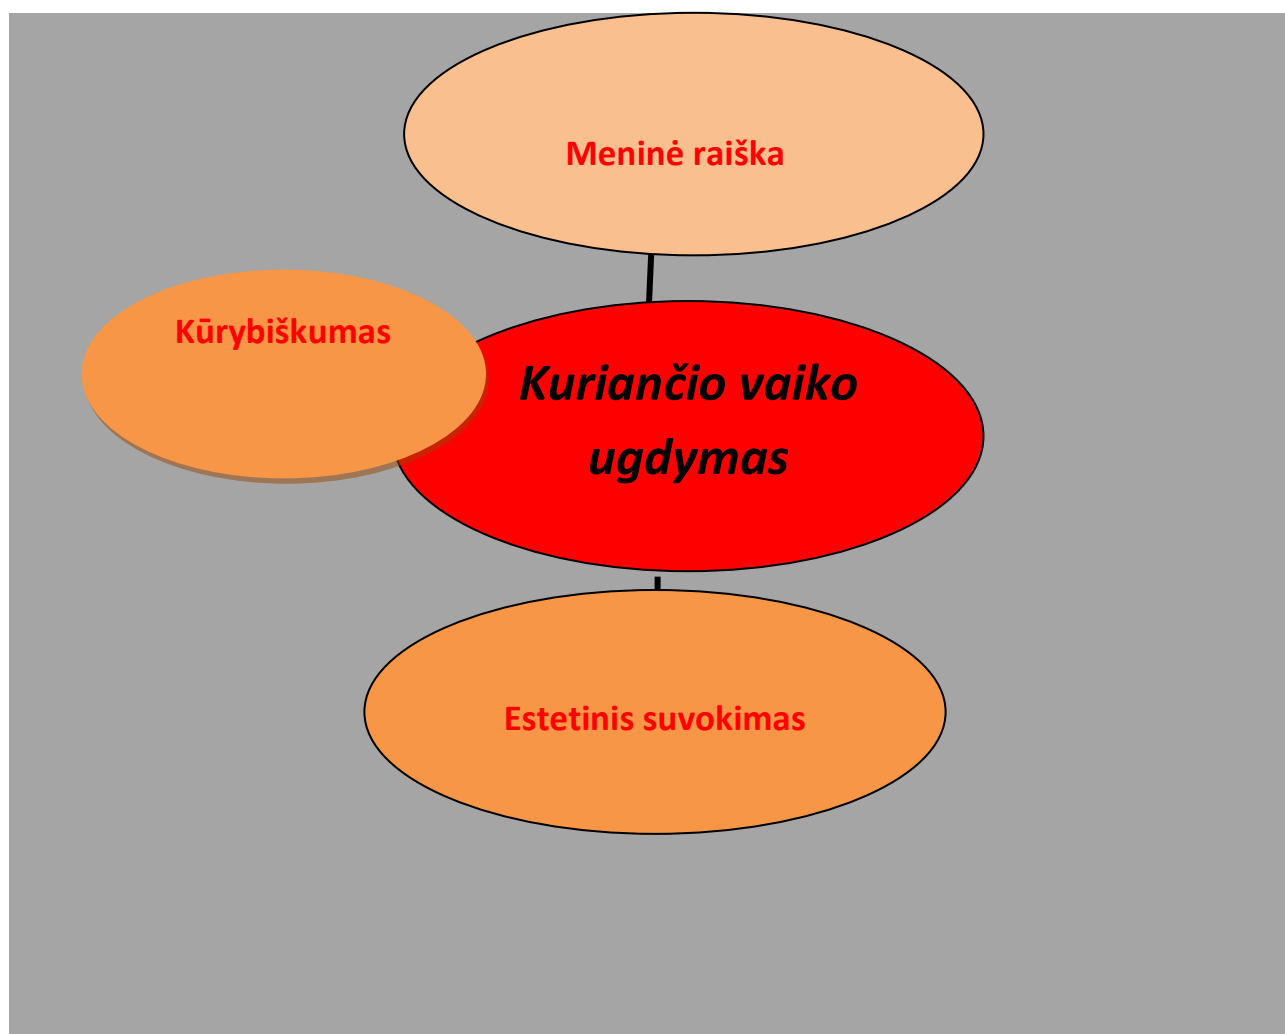 Meninė raiška
Kūrybiškumas
Kuriančio vaiko
ugdymas
Estetinis suvokimas